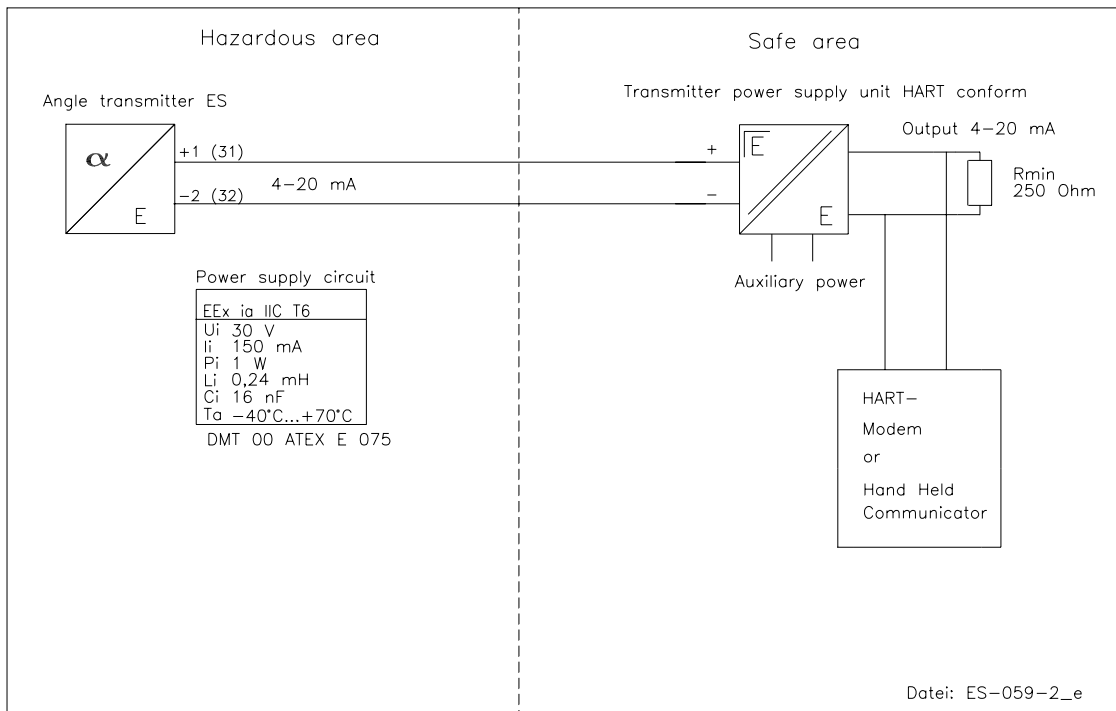 Hazardous area
Safe area
Angle transmitter ES
Transmitter power supply unit HART conform
α
E
+1 (31)
4-20 mA
-2 (32)
+
-
E
E
Output 4-20 mA
Rmin
250 Ohm
Auxiliary power
Power supply circuit
EEx ia IIC T6
Ui 30 V
Ii 150 mA
Pi 1 W
Li 0,24 mH
Ci 16 nF
Ta -40°C...+70°C
DMT 00 ATEX E 075
HART-
Modem
or
Hand Held
Communicator
Datei: ES-059-2_e